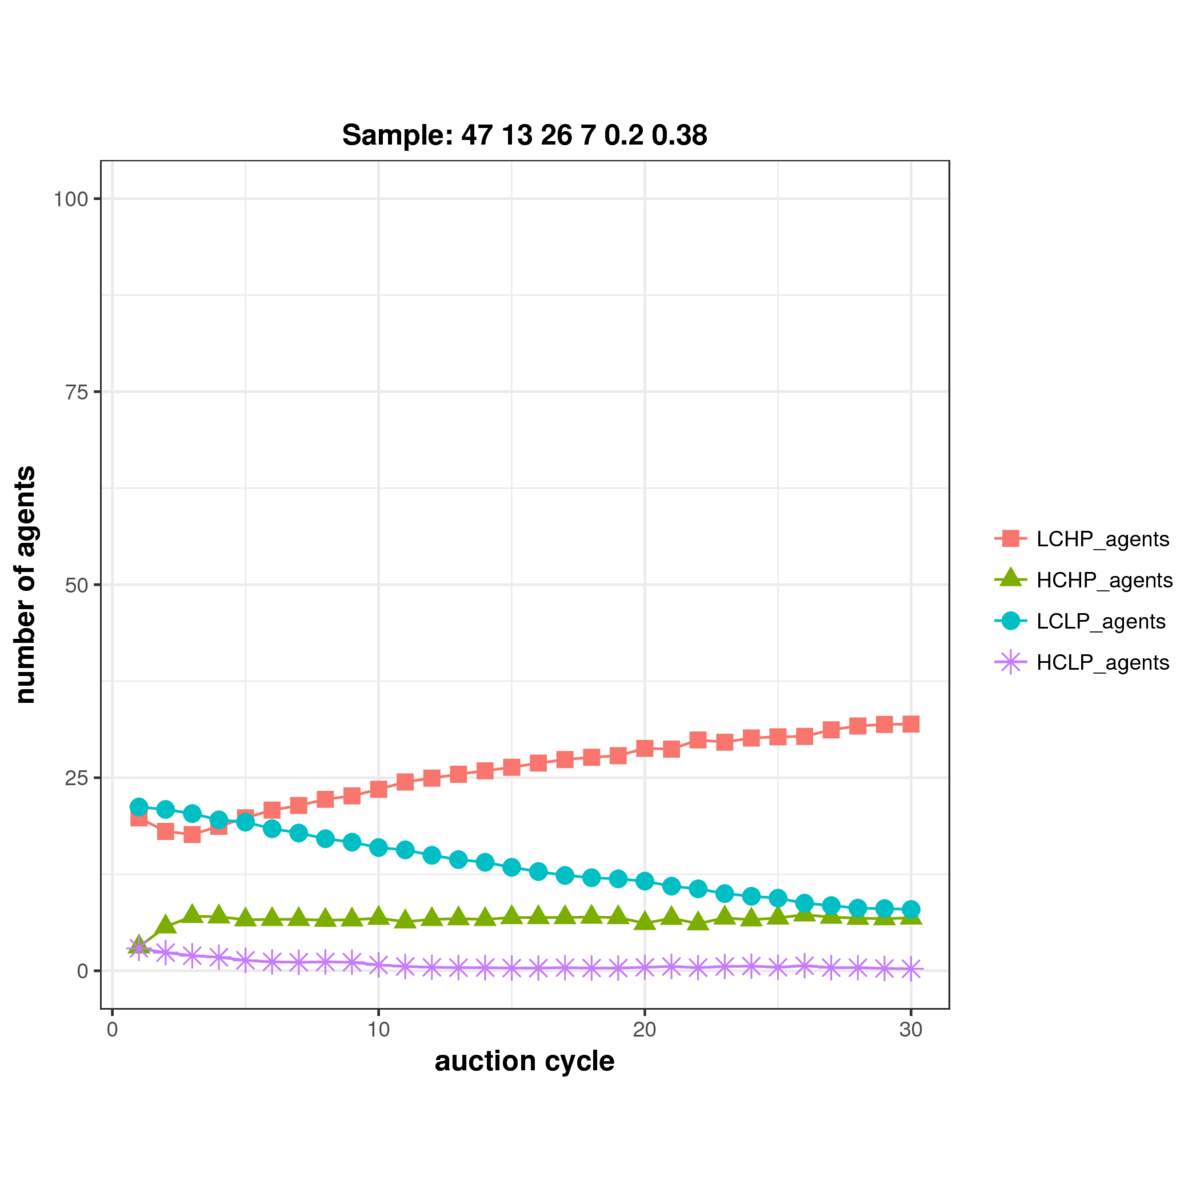 Sample: 47 13 26 7 0.2 0.38
100
75
50
25
0
number of agents
0 10 20 30
auction cycle
LCHP_agents
HCHP_agents
LCLP_agents
HCLP_agents